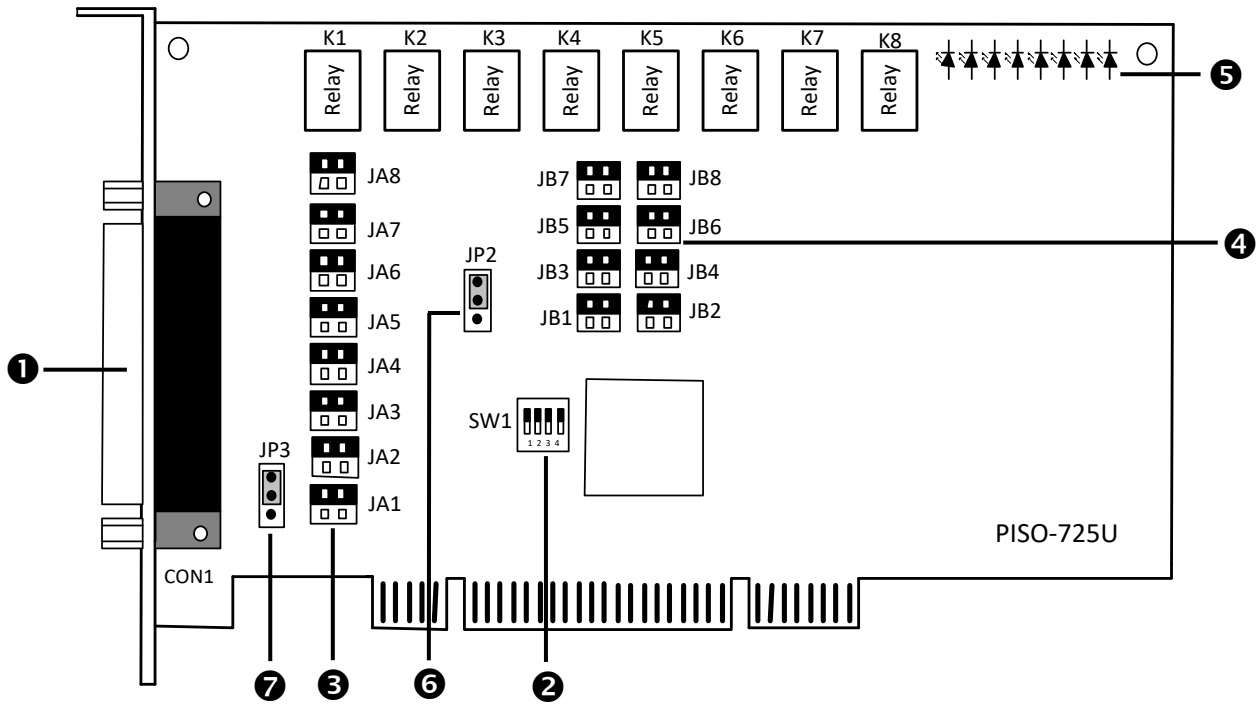 K1 K2 K3 K4 K5 K6 K7 K8
Relay Relay Relay Relay Relay Relay Relay Relay
❺
JA8
JB7 JB8
JA7
JB5 JB6
❹
JP2
JA6
JB3 JB4
JA5
JB1 JB2
❶
JA4
JA3
SW1
1 2 3 4
JP3
JA2
JA1
PISO-725U
CON1
❼ ❸ ❻ ❷